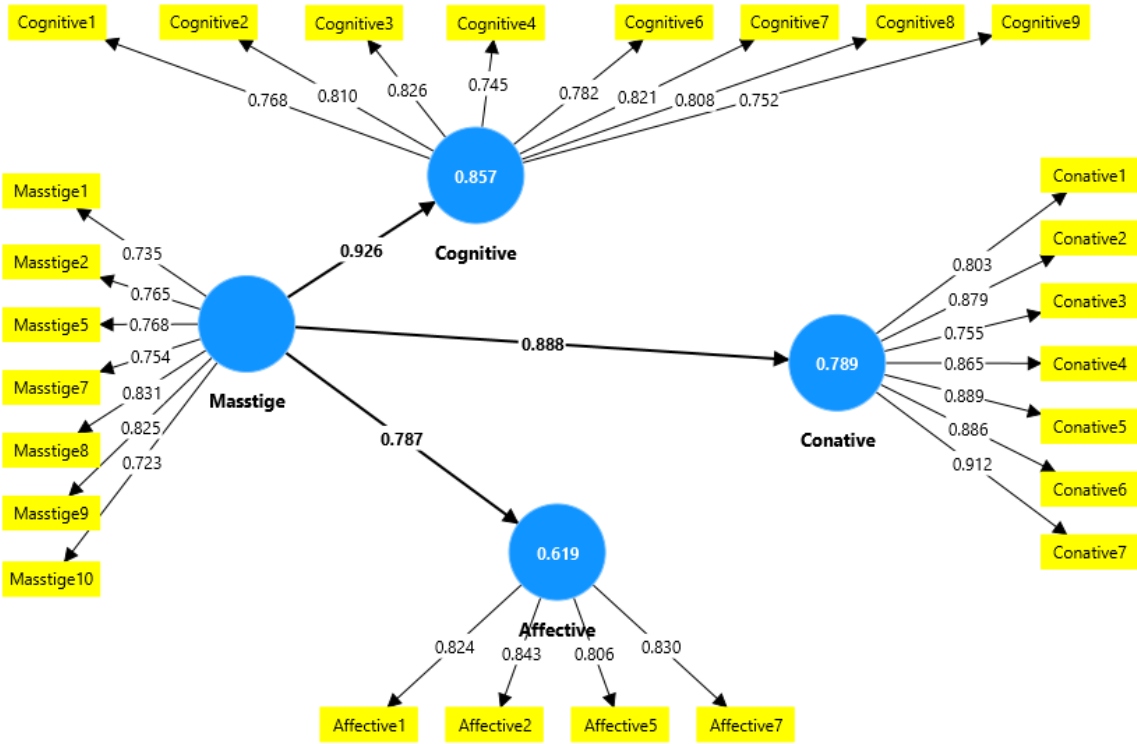 Cognitive1
Cognitive2
Cognitive3
Cognitive4
Cognitive6
Cognitive7
Cognitive8
Cognitive9
0.768
0.810
0.826
0.745
0.782
0.821
0.808
0.752
0.857
Cognitive
Masstige1
Masstige2
Masstige5
Masstige7
Masstige8
Masstige9
Masstige10
0.735
0.765
0.768
0.754
0.831
0.825
0.723
Masstige
0.926
0.888
0.787
Conative1
Conative2
Conative3
Conative4
Conative5
Conative6
Conative7
0.803
0.879
0.755
0.865
0.889
0.886
0.912
0.789
Conative
0.619
Affective
0.824
0.843
0.806
0.830
Affective1
Affective2
Affective5
Affective7